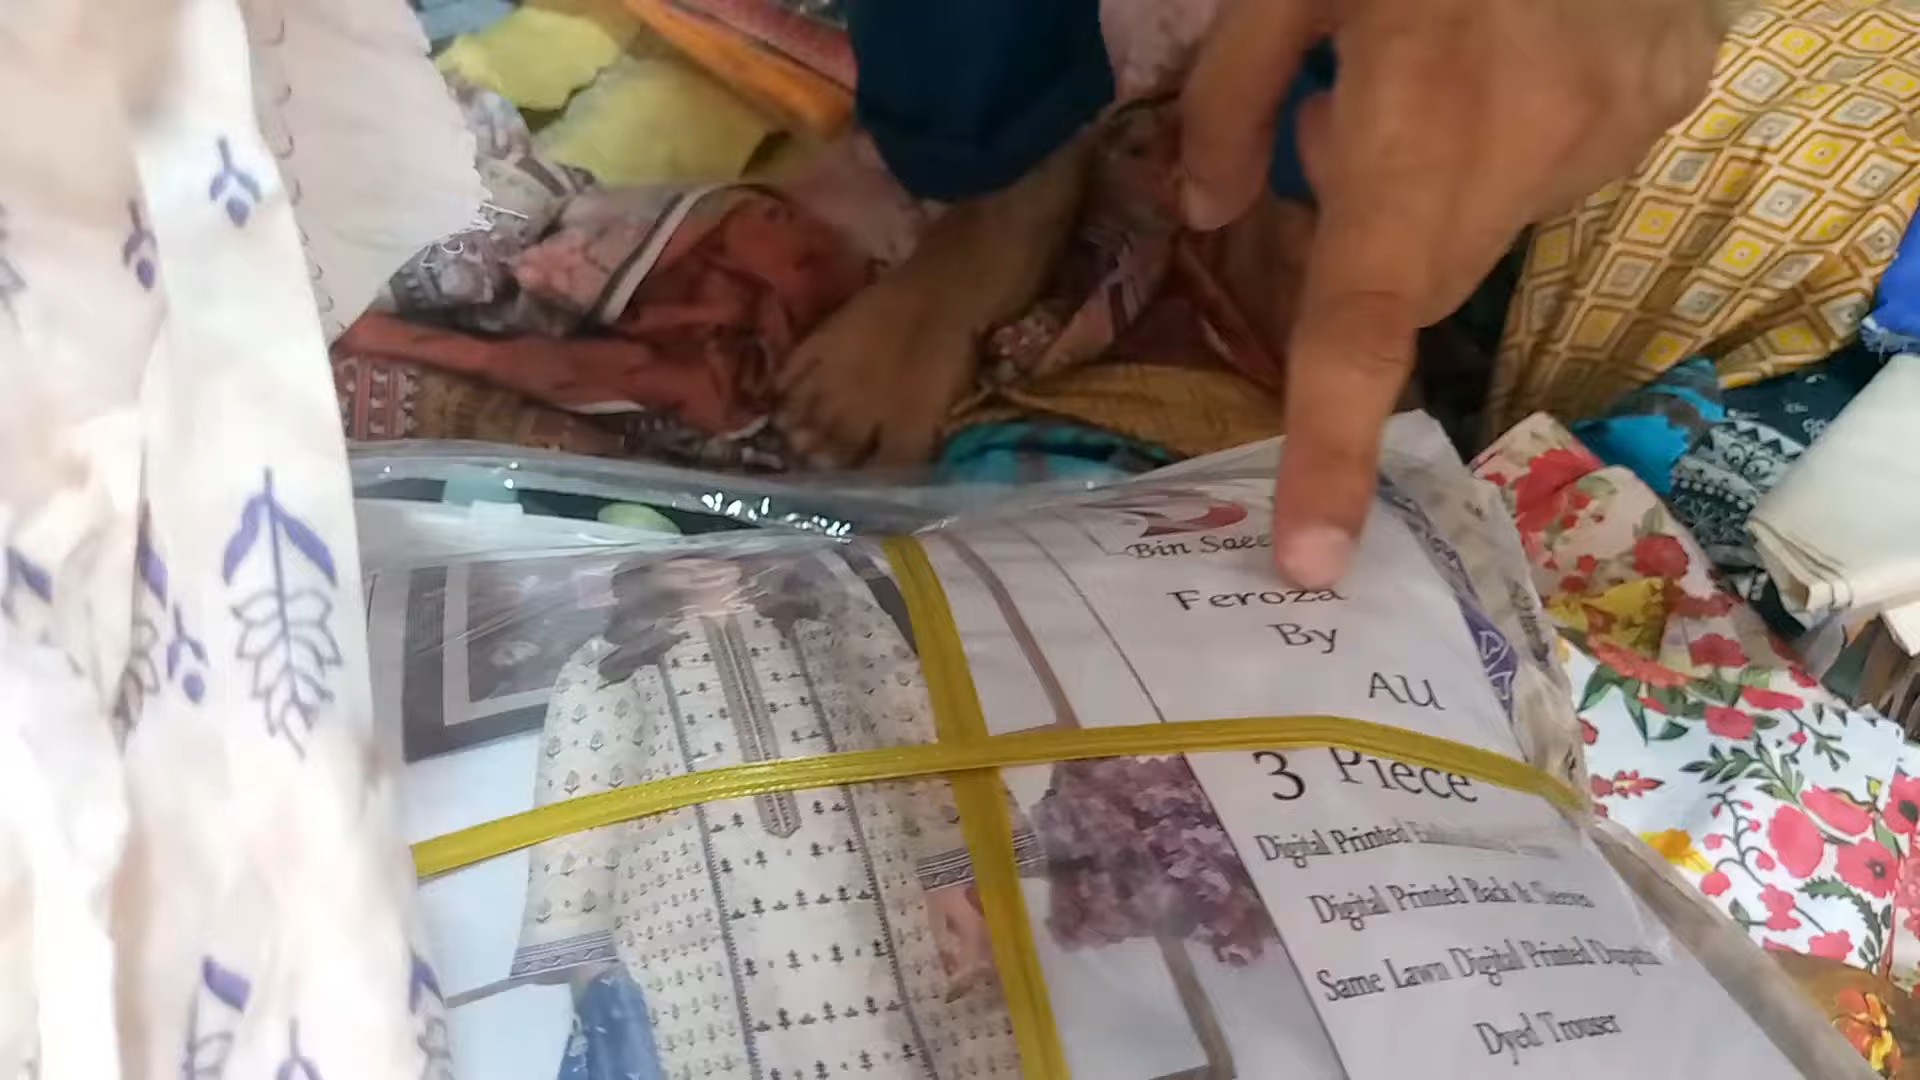 Bin Saee
Feroza
By
AU
3 Piece
Digital Printed
Digital Printed Back & Sleeves
Same Lawn Digital Printed Dupatta
Dyed Trouser